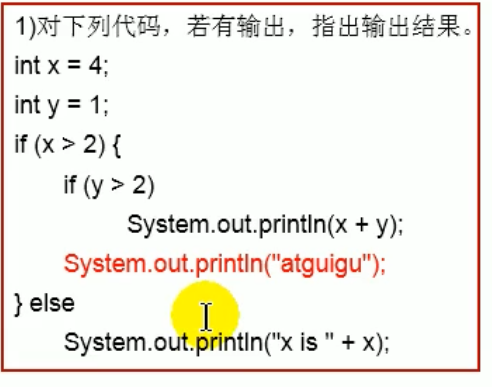 1)对下列代码，若有输出，指出输出结果。
int x = 4;
int y = 1;
if (x > 2) {
if (y > 2)
System.out.println(x + y);
System.out.println("atguigu");
} else
System.out.println("x is " + x);